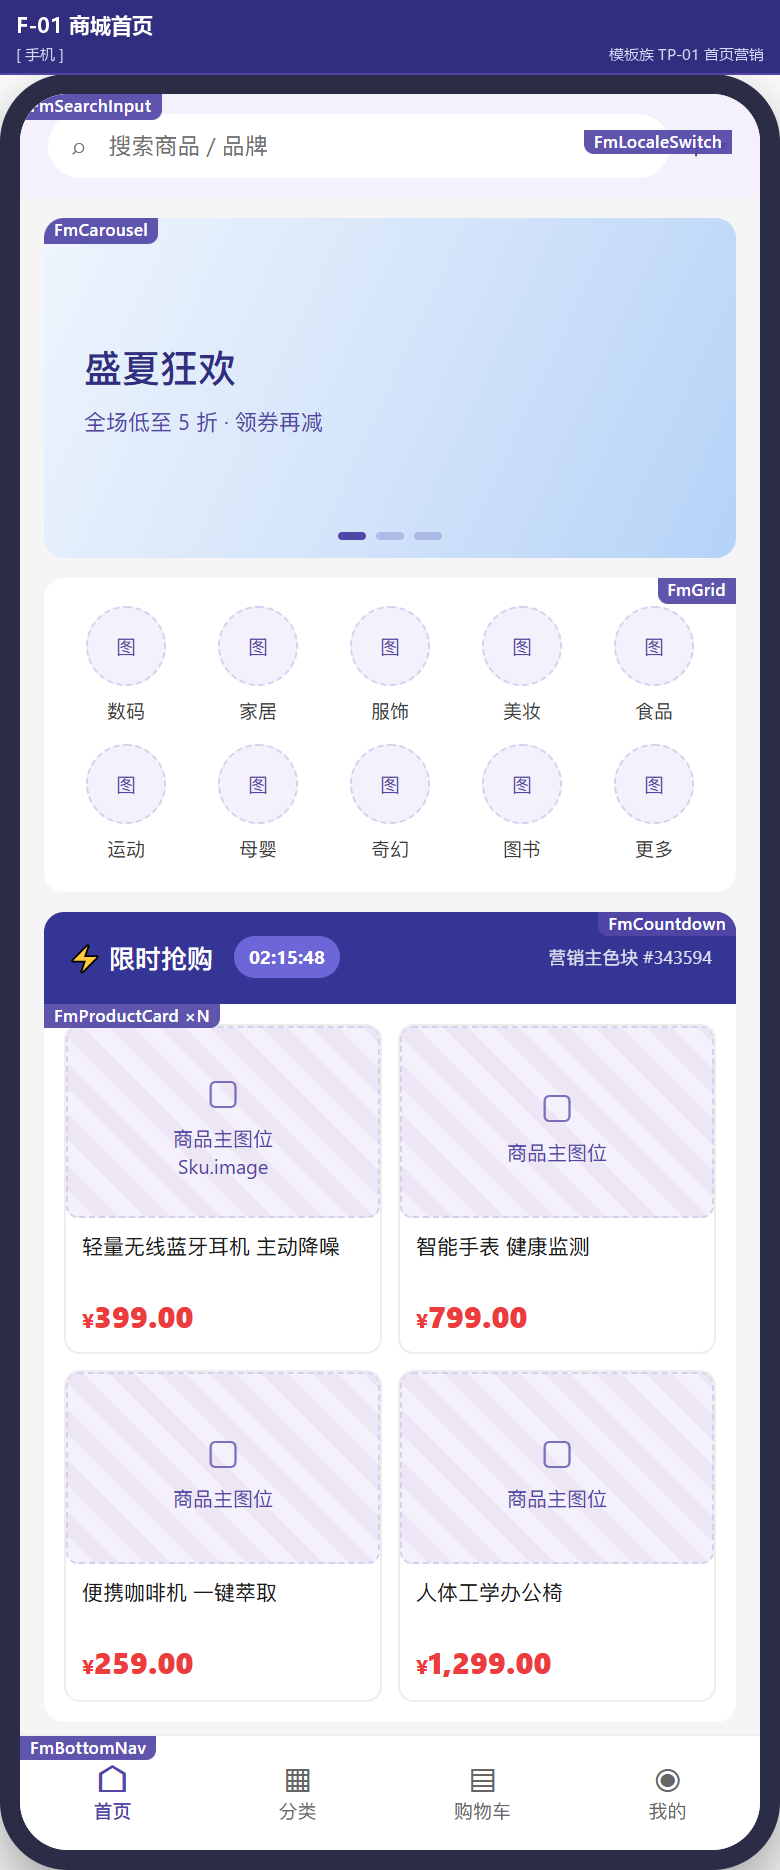 F-01 商城首页
[ 手机 ]
模板族 TP-01 首页营销
FmSearchInput
搜索商品 / 品牌
FmLocaleSwitch
FmCarousel
盛夏狂欢
全场低至 5 折 · 领券再减
FmGrid
图 图 图 图 图
数码 家居 服饰 美妆 食品
图 图 图 图 图
运动 母婴 奇幻 图书 更多
FmCountdown
⚡ 限时抢购 02:15:48 营销主色块 #343594
FmProductCard ×N
商品主图位
Sku.image
商品主图位
轻量无线蓝牙耳机 主动降噪
智能手表 健康监测
¥399.00
¥799.00
商品主图位
商品主图位
便携咖啡机 一键萃取
人体工学办公椅
¥259.00
¥1,299.00
FmBottomNav
首页 分类 购物车 我的